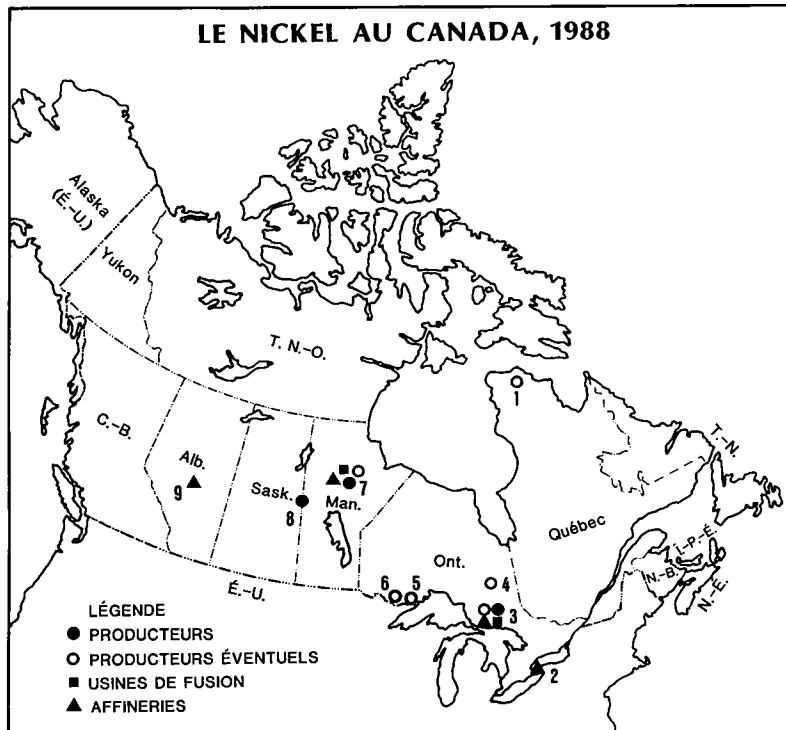 LE NICKEL AU CANADA, 1988
Alaska
(É.-U.)
Yukon
T. N.-O.
1
C.-B.
Alb.
9
Sask.
8
7
Man.
T.-N.
Québec
Î.-P.-É.
N.-B.
N.-É.
Ont.
4
6
5
3
2
É.-U.
LÉGENDE
PRODUCTEURS
PRODUCTEURS ÉVENTUELS
USINES DE FUSION
AFFINERIES